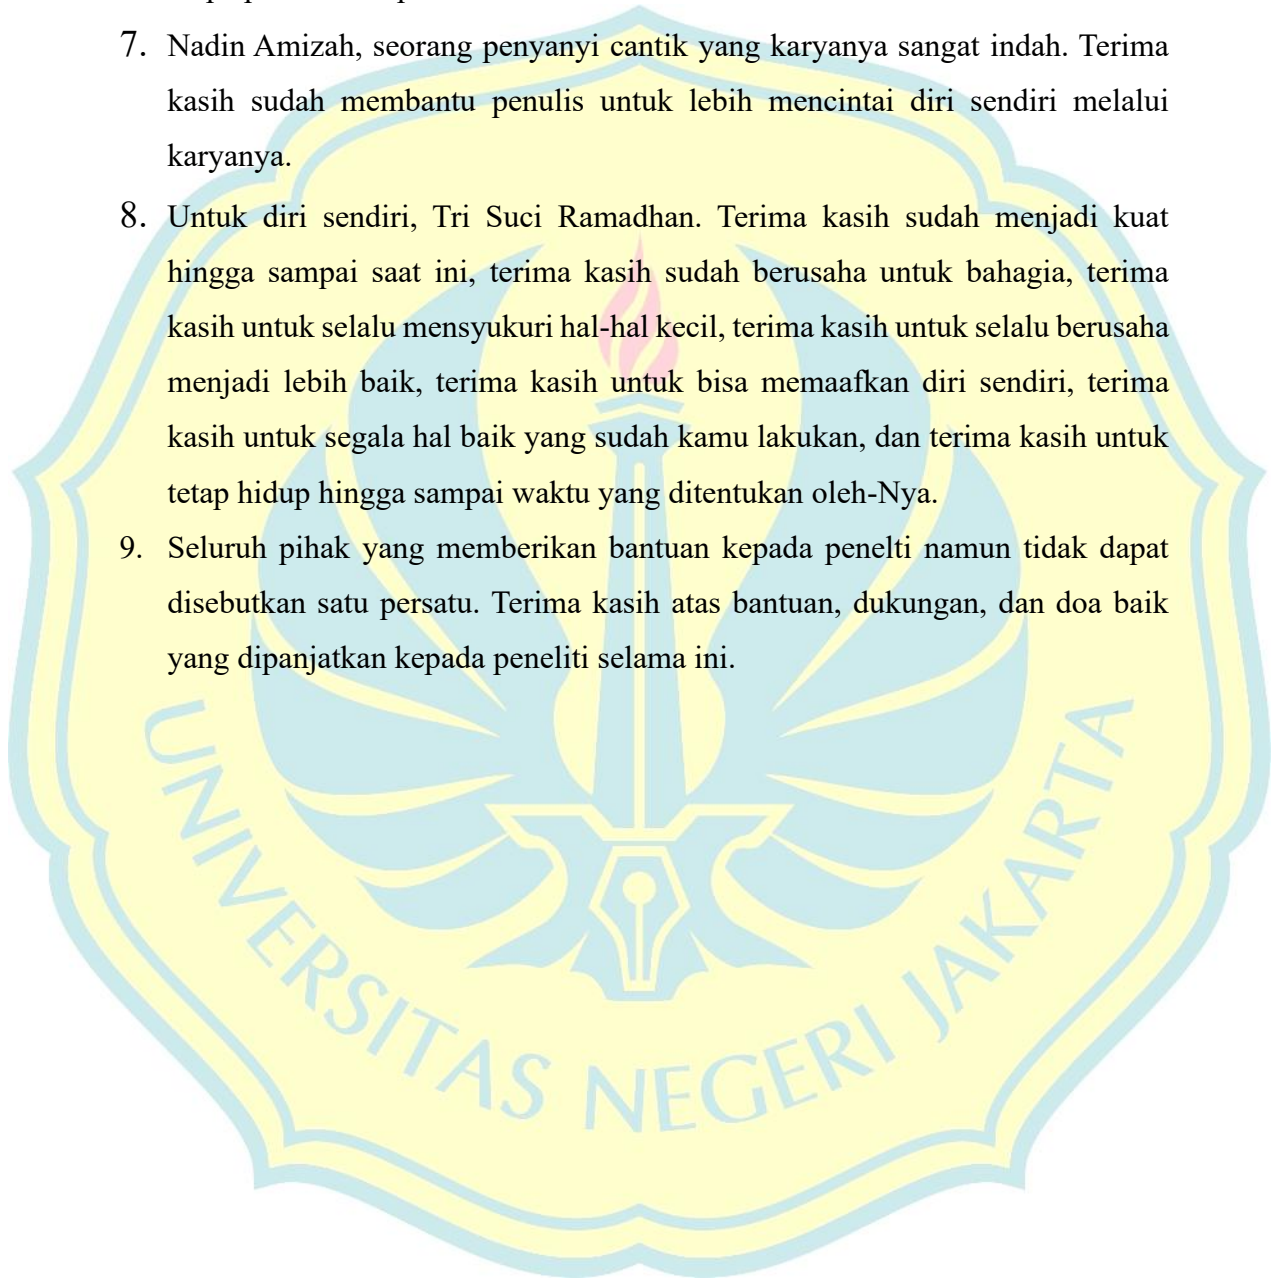 7. Nadin Amizah, seorang penyanyi cantik yang karyanya sangat indah. Terima
kasih sudah membantu penulis untuk lebih mencintai diri sendiri melalui
karyanya.
8. Untuk diri sendiri, Tri Suci Ramadhan. Terima kasih sudah menjadi kuat
hingga sampai saat ini, terima kasih sudah berusaha untuk bahagia, terima
kasih untuk selalu mensyukuri hal-hal kecil, terima kasih untuk selalu berusaha
menjadi lebih baik, terima kasih untuk bisa memaafkan diri sendiri, terima
kasih untuk segala hal baik yang sudah kamu lakukan, dan terima kasih untuk
tetap hidup hingga sampai waktu yang ditentukan oleh-Nya.
9. Seluruh pihak yang memberikan bantuan kepada penelti namun tidak dapat
disebutkan satu persatu. Terima kasih atas bantuan, dukungan, dan doa baik
yang dipanjatkan kepada peneliti selama ini.
UNIVERSITAS NEGERI JAKARTA